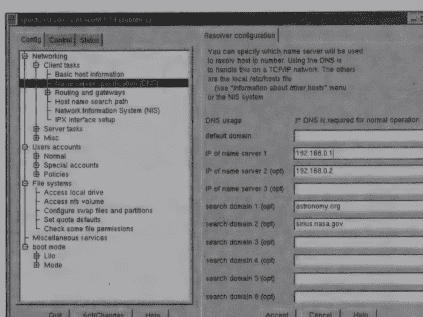 Config
Control
Status
Networking
Client tasks
Basic host information
Routing and gateways
Host name search path
Network Information System (NIS)
IPX interface setup
Server tasks
Misc
Users accounts
Normal
Special accounts
Policies
File systems
Access local drive
Access nfs volume
Configure swap files and partitions
Set quota defaults
Check some file permissions
Miscellaneous services
boot mode
Lilo
Mode
Quit
Act/Changes
Help
Resolver configuration
You can specify which name server will be used
to resolv host ip number. Using the DNS is
to handle this on a TCP/IP network. The others
are the local /etc/hosts file
(see "information about other hosts" menu
or the NIS system
DNS usage
DNS is required for normal operation
default domain
IP of name server 1
192.168.0.1
IP of name server 2 (opt)
192.168.0.2
IP of name server 3 (opt)
search domain 1 (opt)
astronomy.org
search domain 2 (opt)
sirius.nasa.gov
search domain 3 (opt)
search domain 4 (opt)
search domain 5 (opt)
search domain 6 (opt)
Accept
Cancel
Help